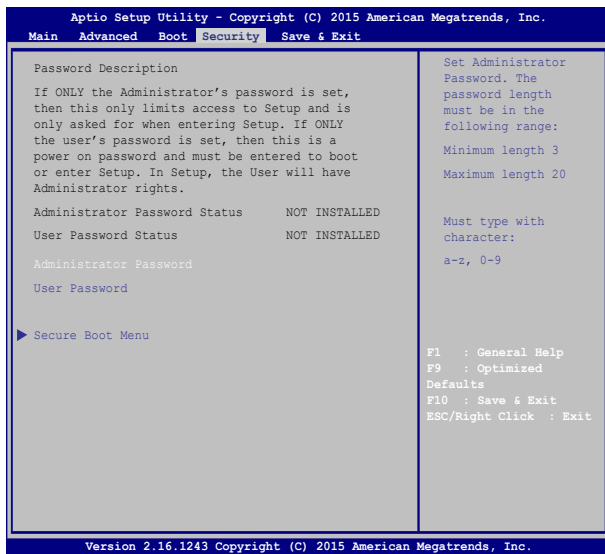 Aptio Setup Utility - Copyright (C) 2015 American Megatrends, Inc.
Main Advanced Boot Security Save & Exit
Password Description
If ONLY the Administrator's password is set,
then this only limits access to Setup and is
only asked for when entering Setup. If ONLY
the user's password is set, then this is a
power on password and must be entered to boot
or enter Setup. In Setup, the User will have
Administrator rights.
Administrator Password Status NOT INSTALLED
User Password Status NOT INSTALLED
Administrator Password
User Password
Secure Boot Menu
Set Administrator
Password. The
password length
must be in the
following range:
Minimum length 3
Maximum length 20
Must type with
character:
a-z, 0-9
F1 : General Help
F9 : Optimized
Defaults
F10 : Save & Exit
ESC/Right Click : Exit
Version 2.16.1243 Copyright (C) 2015 American Megatrends, Inc.